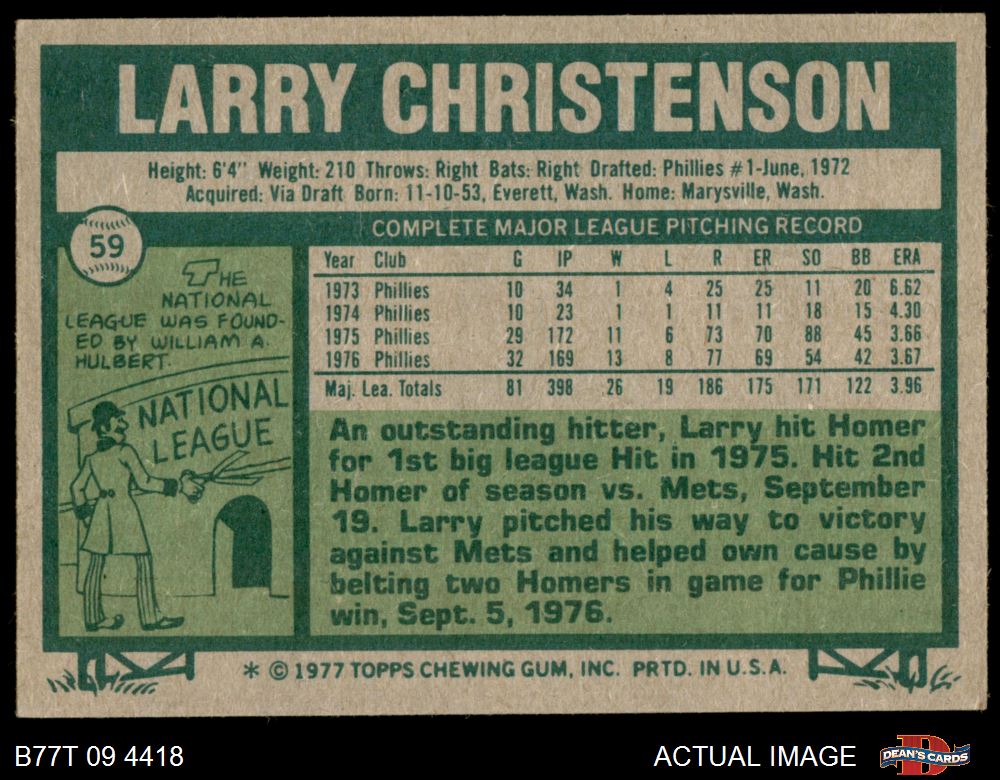 LARRY CHRISTENSON
Height: 6'4" Weight: 210 Throws: Right Bats: Right Drafted: Phillies #1-June, 1972
Acquired: Via Draft Born: 11-10-53, Everett, Wash. Home: Marysville, Wash.
59
THE
NATIONAL
LEAGUE WAS FOUND-
ED BY WILLIAM A.
HULBERT.
NATIONAL
LEAGUE
COMPLETE MAJOR LEAGUE PITCHING RECORD
Year Club G IP W L R ER SO BB ERA
1973 Phillies 10 34 1 4 25 25 11 20 6.62
1974 Phillies 10 23 1 1 11 11 18 15 4.30
1975 Phillies 29 172 11 6 73 70 88 45 3.66
1976 Phillies 32 169 13 8 77 69 54 42 3.67
Maj. Lea. Totals 81 398 26 19 186 175 171 122 3.96
An outstanding hitter, Larry hit Homer
for 1st big league Hit in 1975. Hit 2nd
Homer of season vs. Mets, September
19. Larry pitched his way to victory
against Mets and helped own cause by
belting two Homers in game for Phillie
win, Sept. 5, 1976.
* © 1977 TOPPS CHEWING GUM, INC. PRTD. IN U.S.A.
B77T 09 4418
ACTUAL IMAGE
DEAN'S CARDS